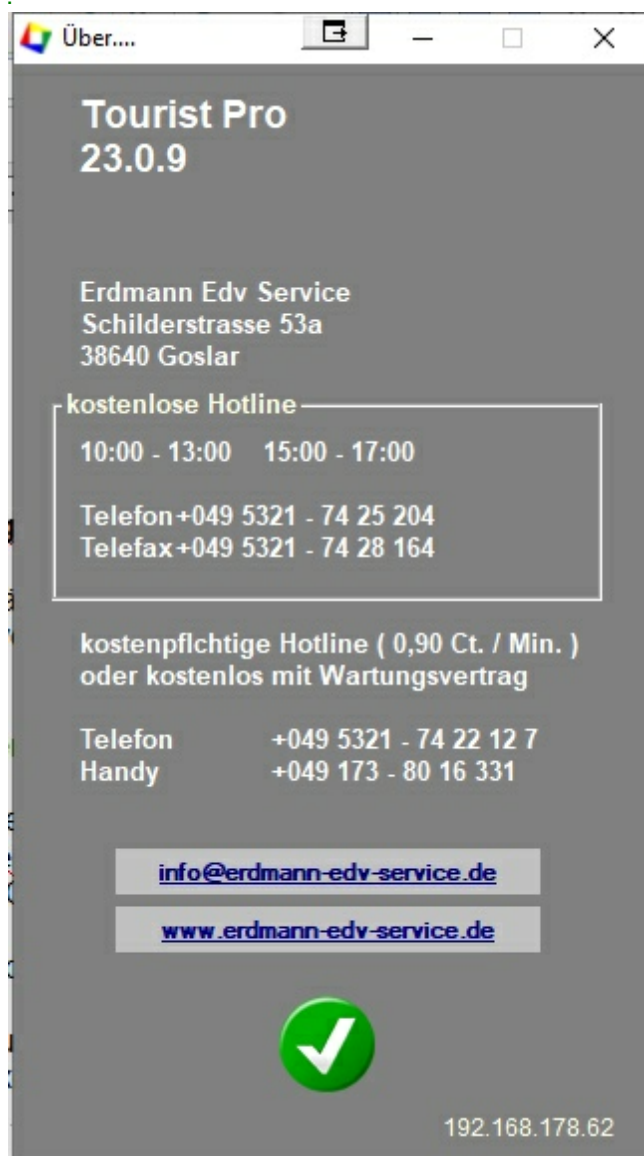 Über....
Tourist Pro
23.0.9
Erdmann Edv Service
Schilderstrasse 53a
38640 Goslar
kostenlose Hotline
10:00 - 13:00 15:00 - 17:00
Telefon+049 5321 - 74 25 204
Telefax+049 5321 - 74 28 164
kostenpflchtige Hotline ( 0,90 Ct. / Min. )
oder kostenlos mit Wartungsvertrag
Telefon +049 5321 - 74 22 12 7
Handy +049 173 - 80 16 331
info@erdmann-edv-service.de
www.erdmann-edv-service.de
192.168.178.62